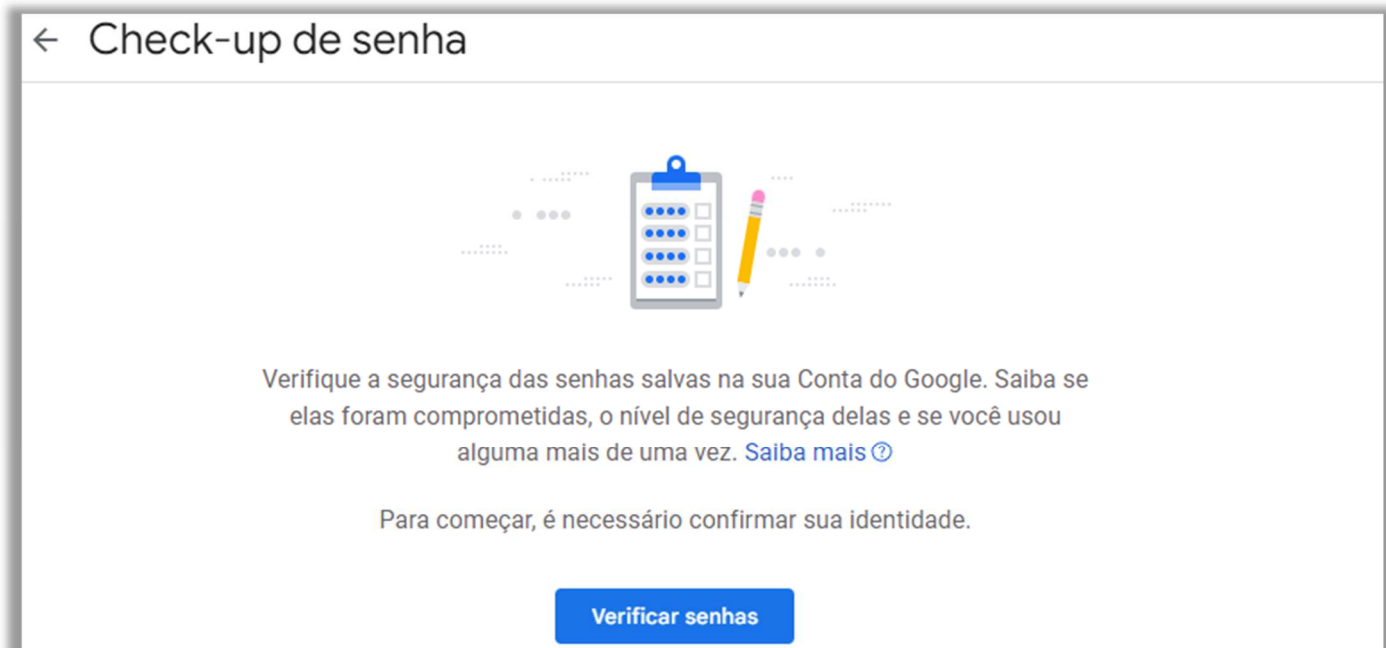 Check-up de senha
Verifique a segurança das senhas salvas na sua Conta do Google. Saiba se
elas foram comprometidas, o nível de segurança delas e se você usou
alguma mais de uma vez. Saiba mais
Para começar, é necessário confirmar sua identidade.
Verificar senhas